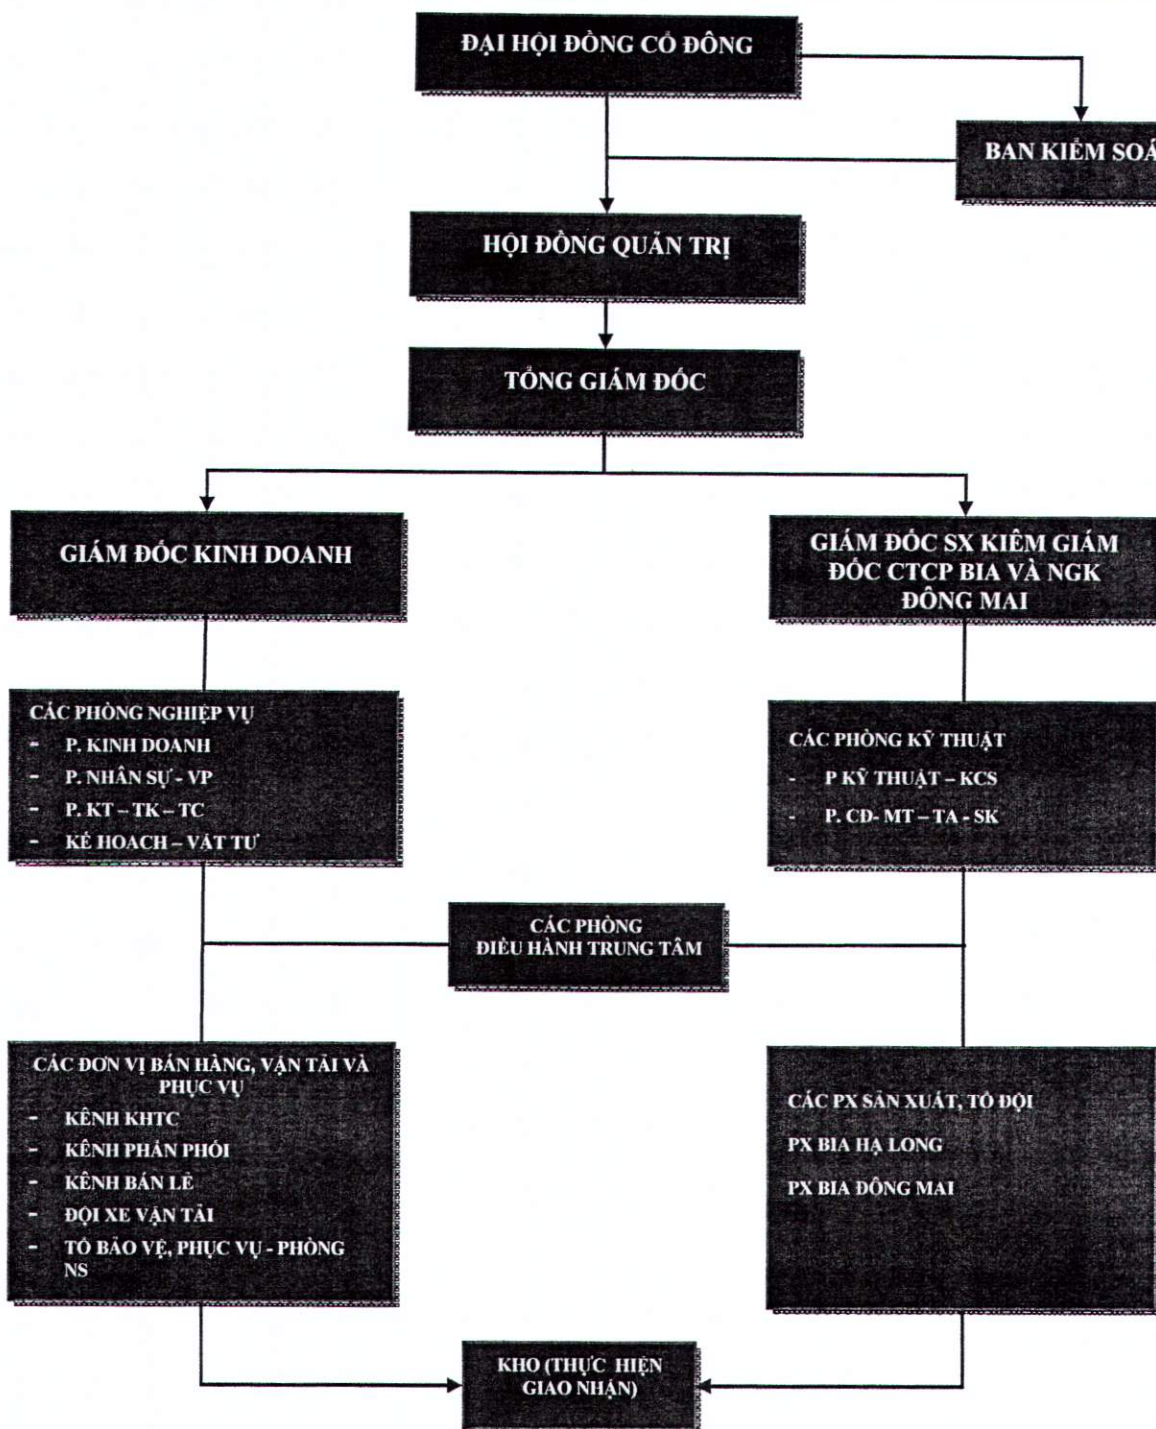 ĐẠI HỘI ĐỒNG CỔ ĐÔNG
BAN KIỂM SOÁ
HỘI ĐỒNG QUẢN TRỊ
TỔNG GIÁM ĐỐC
GIÁM ĐỐC KINH DOANH
GIÁM ĐỐC SX KIÊM GIÁM
ĐỐC CTCP BIA VÀ NGK
ĐÔNG MAI
CÁC PHÒNG NGHIỆP VỤ
- P. KINH DOANH
- P. NHÂN SỰ - VP
- P. KT – TK – TC
- KẾ HOẠCH – VẬT TƯ
CÁC PHÒNG KỸ THUẬT
- P KỸ THUẬT – KCS
- P. CĐ- MT – TA - SK
CÁC PHÒNG
ĐIỀU HÀNH TRUNG TÂM
CÁC ĐƠN VỊ BÁN HÀNG, VẬN TẢI VÀ
PHỤC VỤ
- KÊNH KHTC
- KÊNH PHÂN PHỐI
- KÊNH BÁN LẺ
- ĐỘI XE VẬN TẢI
- TỔ BẢO VỆ, PHỤC VỤ - PHÒNG
NS
CÁC PX SẢN XUẤT, TỔ ĐỘI
PX BIA HẠ LONG
PX BIA ĐÔNG MAI
KHO (THỰC HIỆN
GIAO NHẬN)